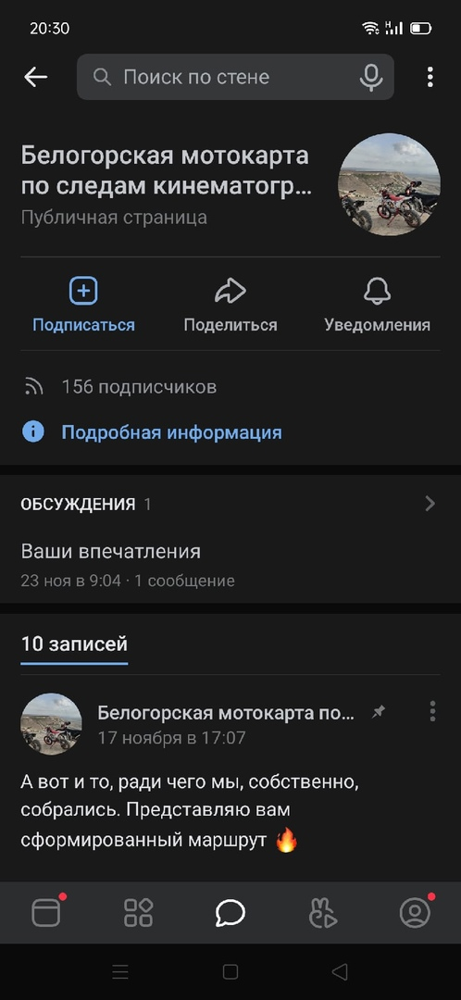 20:30
Поиск по стене
Белогорская мотокарта
по следам кинематогр...
Публичная страница
Подписаться
Поделиться
Уведомления
156 подписчиков
Подробная информация
ОБСУЖДЕНИЯ 1
Ваши впечатления
23 ноя в 9:04 · 1 сообщение
10 записей
Белогорская мотокарта по...
17 ноября в 17:07
А вот и то, ради чего мы, собственно,
собрались. Представляю вам
сформированный маршрут 🔥